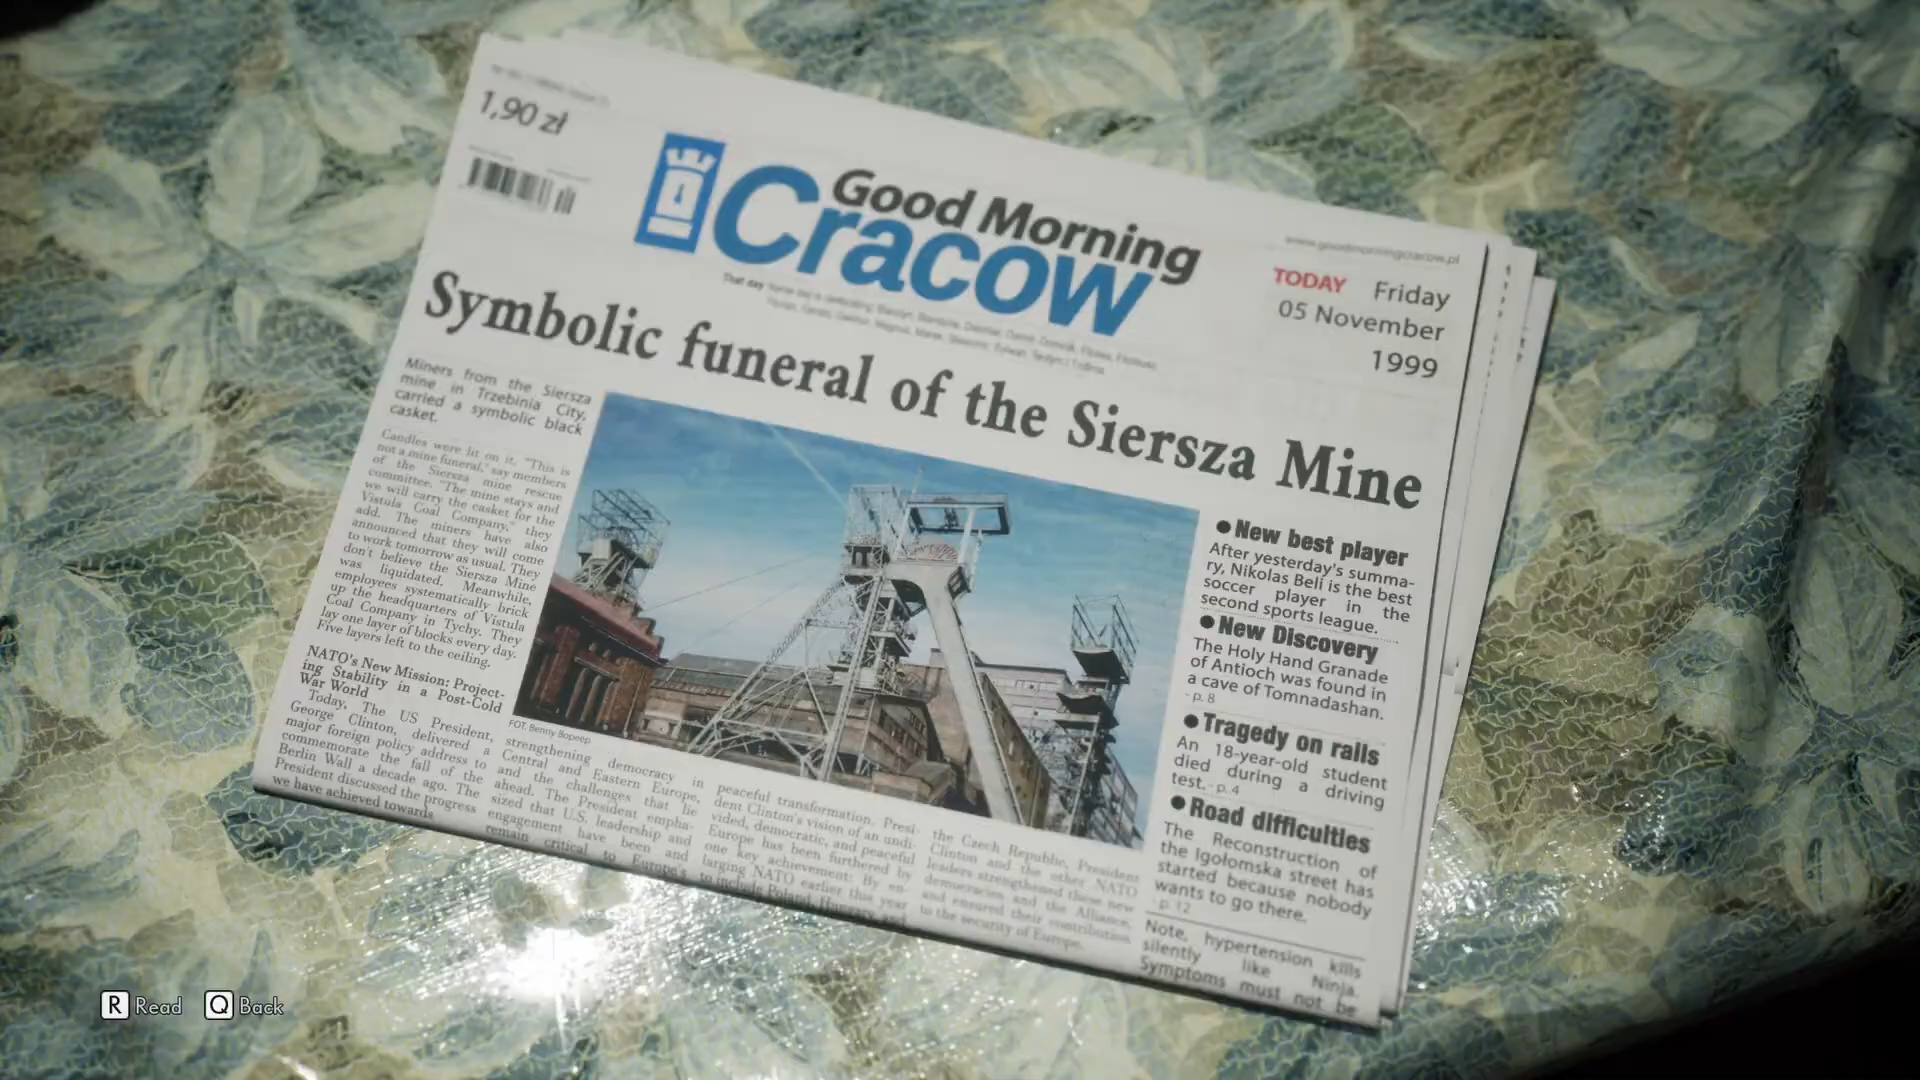 1,90 zł
Good Morning
Cracow
www.goodmorningcracow.pl
TODAY Friday
05 November
1999
That day
Symbolic funeral of the Siersza Mine
Miners from the Siersza
mine in Trzebinia City,
carried a symbolic black
casket.
Candles were lit on it. "This is
not a mine funeral," say members
of the Siersza mine rescue
committee. "The mine stays and
we will carry the casket for the
Vistula Coal Company," they
add. The miners have also
announced that they will come
to work tomorrow as usual. They
don't believe the Siersza Mine
was liquidated. Meanwhile,
employees systematically brick
up the headquarters of Vistula
Coal Company in Tychy. They
lay one layer of blocks every day.
Five layers left to the ceiling.
NATO's New Mission: Project-
ing Stability in a Post-Cold
War World
Today, The US President,
George Clinton, delivered a
major foreign policy address to
commemorate the fall of the
Berlin Wall a decade ago. The
President discussed the progress
we have achieved towards
FOT: Benny Bopeep
strengthening democracy in
Central and Eastern Europe,
and the challenges that lie
ahead. The President empha-
sized that U.S. leadership and
engagement have been and
remain critical to Europe's
peaceful transformation. Presi-
dent Clinton's vision of an undi-
vided, democratic, and peaceful
Europe has been furthered by
one key achievement: By en-
larging NATO earlier this year
to include Poland, Hungary, and
the Czech Republic, President
Clinton and the other NATO
leaders strengthened these new
democracies and the Alliance,
and ensured their contribution
to the security of Europe.
● New best player
After yesterday's summa-
ry, Nikolas Beli is the best
soccer player in the
second sports league.
● New Discovery
The Holy Hand Granade
of Antioch was found in
a cave of Tomnadashan.
- p. 8
● Tragedy on rails
An 18-year-old student
died during a driving
test. - p. 4
● Road difficulties
The Reconstruction of
the Igołomska street has
started because nobody
wants to go there.
- p. 12
Note, hypertension kills
silently like Ninja.
Symptoms must not be
R Read Q Back